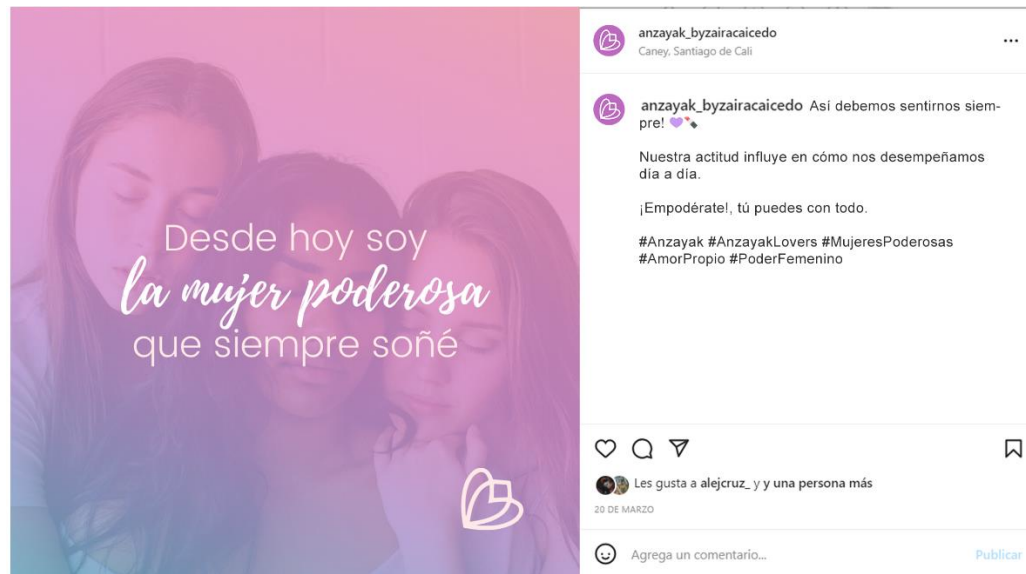 Desde hoy soy
la mujer poderosa
que siempre soñé
anzayak_byzairacaicedo
Caney, Santiago de Cali
anzayak_byzairacaicedo Así debemos sentirnos siem-
pre! 💜💄
Nuestra actitud influye en cómo nos desempeñamos
día a día.
¡Empodérate!, tú puedes con todo.
#Anzayak #AnzayakLovers #MujeresPoderosas
#AmorPropio #PoderFemenino
Les gusta a alejcruz_ y y una persona más
20 DE MARZO
Agrega un comentario...
Publicar